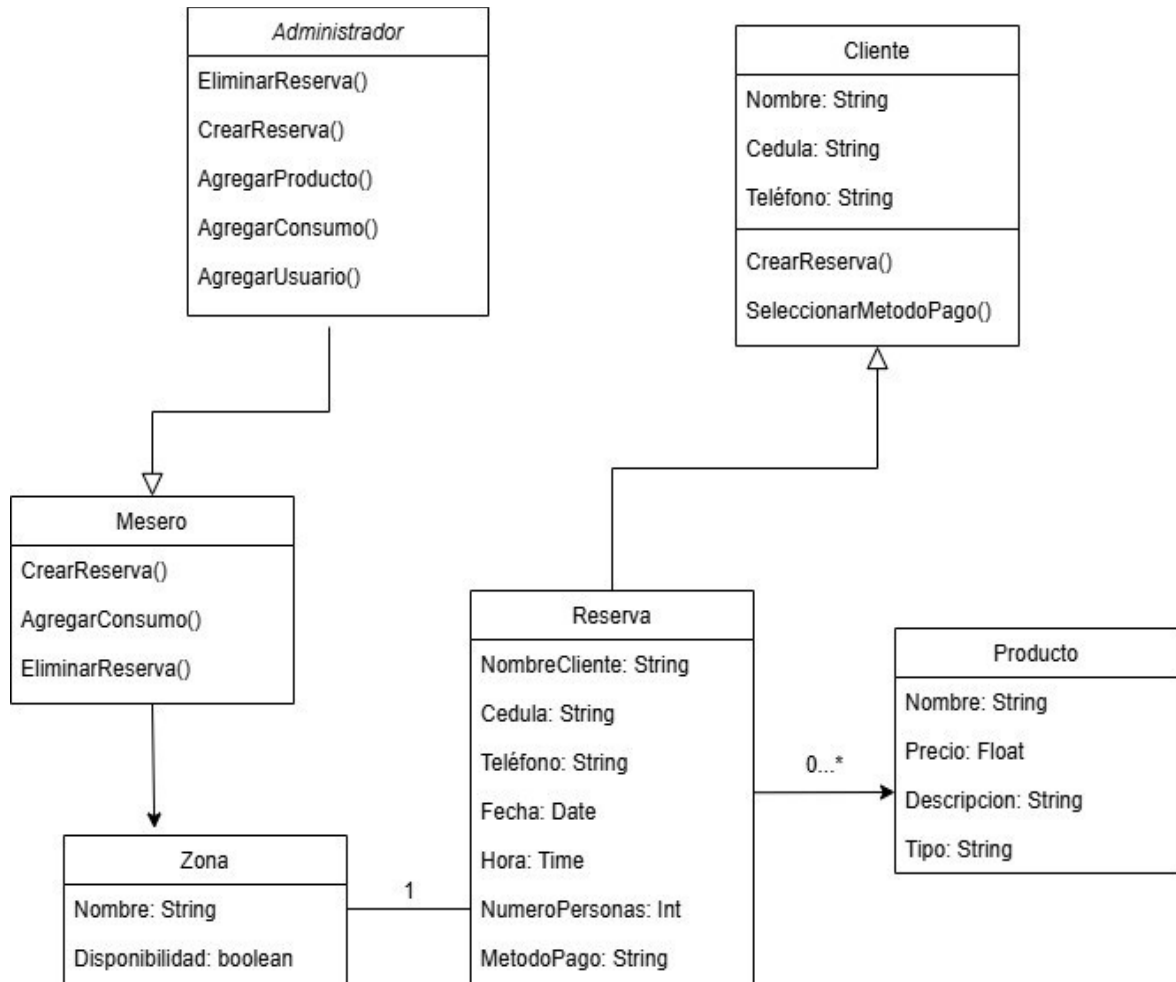 Administrador
EliminarReserva()
CrearReserva()
AgregarProducto()
AgregarConsumo()
AgregarUsuario()
Cliente
Nombre: String
Cedula: String
Teléfono: String
CrearReserva()
SeleccionarMetodoPago()
Mesero
CrearReserva()
AgregarConsumo()
EliminarReserva()
Reserva
NombreCliente: String
Cedula: String
Teléfono: String
Fecha: Date
Hora: Time
NumeroPersonas: Int
MetodoPago: String
0...*
Producto
Nombre: String
Precio: Float
Descripcion: String
Tipo: String
Zona
Nombre: String
Disponibilidad: boolean
1